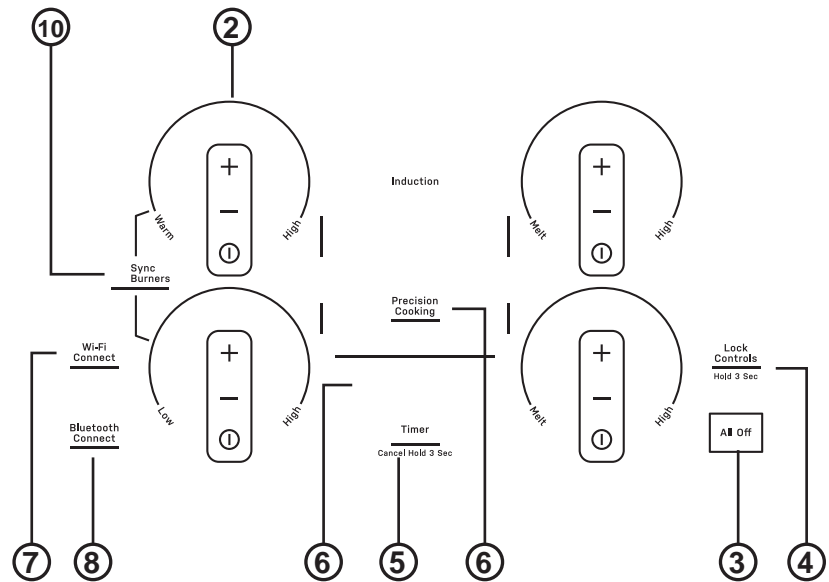 10
2
+
−
Warm
High
Induction
+
−
Melt
High
Sync
Burners
Precision
Cooking
Wi-Fi
Connect
+
−
Low
High
+
−
Melt
High
Lock
Controls
Hold 3 Sec
Bluetooth
Connect
Timer
Cancel Hold 3 Sec
All Off
7
8
6
5
6
3
4